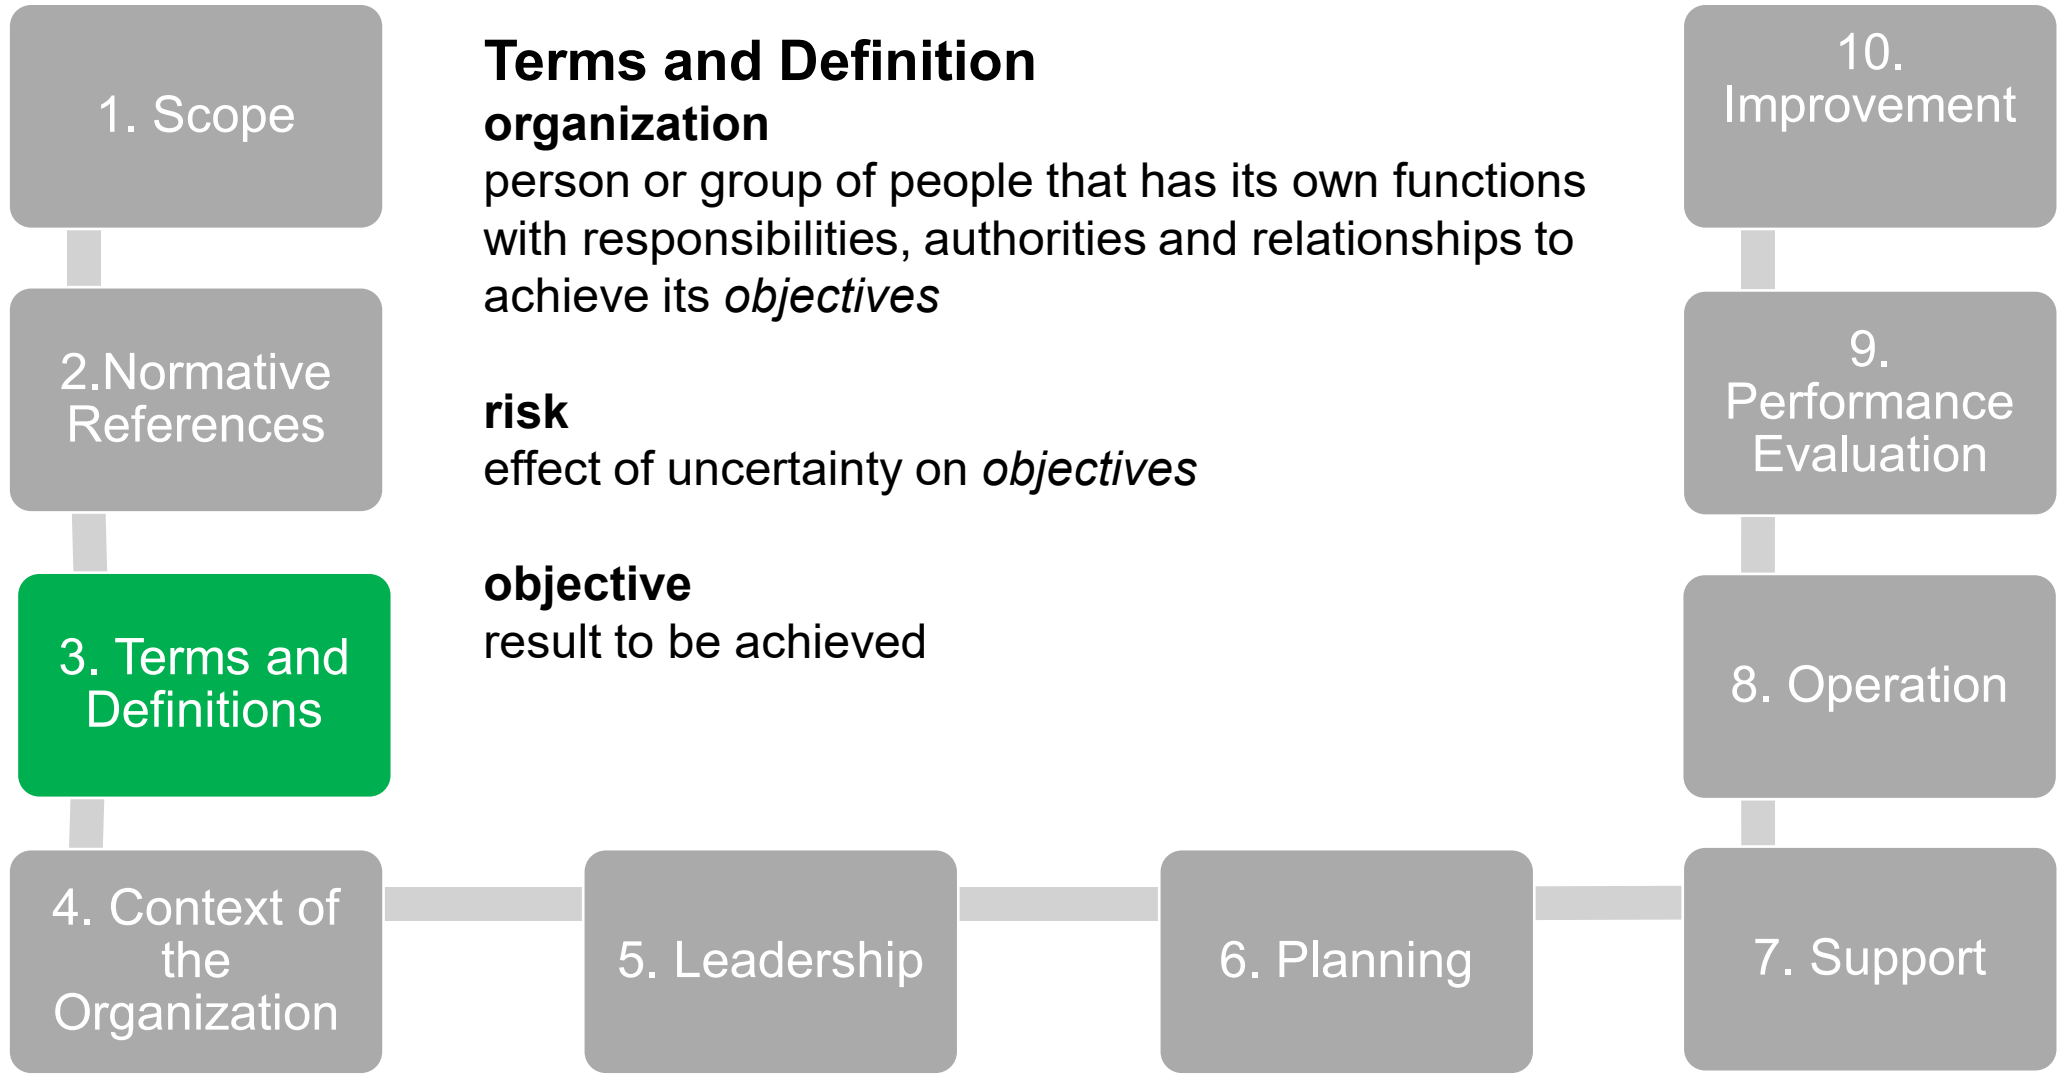 1. Scope
2.Normative
References
3. Terms and
Definitions
4. Context of
the
Organization
5. Leadership
6. Planning
7. Support
8. Operation
9.
Performance
Evaluation
10.
Improvement
Terms and Definition
organization
person or group of people that has its own functions
with responsibilities, authorities and relationships to
achieve its objectives
risk
effect of uncertainty on objectives
objective
result to be achieved